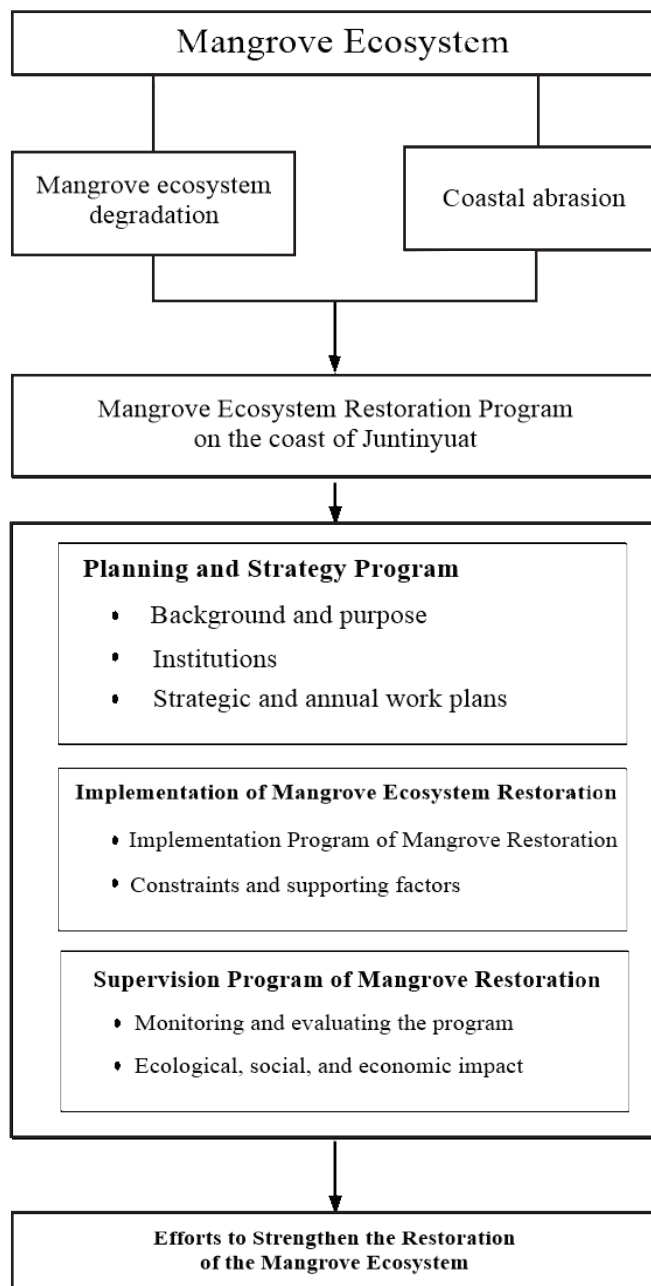 Mangrove Ecosystem
Mangrove ecosystem
degradation
Coastal abrasion
Mangrove Ecosystem Restoration Program
on the coast of Juntinyuat
Planning and Strategy Program
• Background and purpose
• Institutions
• Strategic and annual work plans
Implementation of Mangrove Ecosystem Restoration
• Implementation Program of Mangrove Restoration
• Constraints and supporting factors
Supervision Program of Mangrove Restoration
• Monitoring and evaluating the program
• Ecological, social, and economic impact
Efforts to Strengthen the Restoration
of the Mangrove Ecosystem